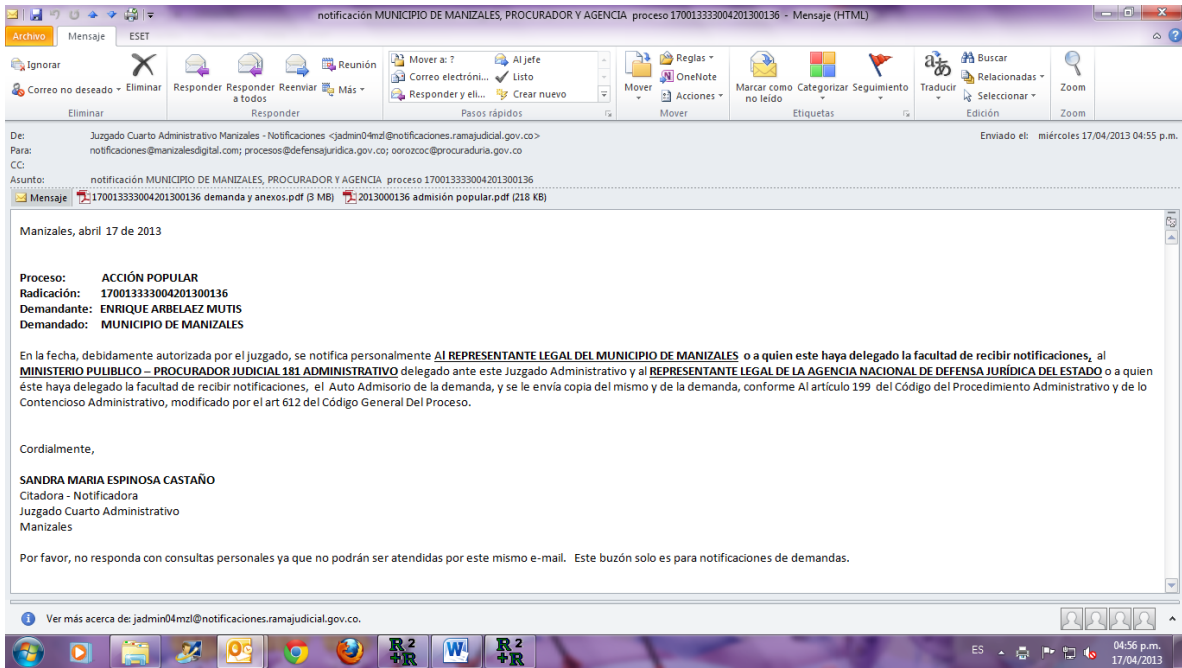 notificación MUNICIPIO DE MANIZALES, PROCURADOR Y AGENCIA proceso 170013333004201300136 - Mensaje (HTML)
Archivo Mensaje ESET
Ignorar
Correo no deseado
Eliminar
Eliminar
Responder Responder a todos Reenviar
Reunión
Más
Responder
Mover a: ?
Al jefe
Correo electróni...
Listo
Responder y eli...
Crear nuevo
Pasos rápidos
Mover
Reglas
OneNote
Acciones
Mover
Marcar como no leído
Categorizar
Seguimiento
Etiquetas
Traducir
Buscar
Relacionadas
Seleccionar
Edición
Zoom
Zoom
De: Juzgado Cuarto Administrativo Manizales - Notificaciones <jadmin04mzl@notificaciones.ramajudicial.gov.co>
Enviado el: miércoles 17/04/2013 04:55 p.m.
Para: notificaciones@manizalesdigital.com; procesos@defensajuridica.gov.co; oorozcoc@procuraduria.gov.co
CC:
Asunto: notificación MUNICIPIO DE MANIZALES, PROCURADOR Y AGENCIA proceso 170013333004201300136
Mensaje 170013333004201300136 demanda y anexos.pdf (3 MB) 2013000136 admisión popular.pdf (218 KB)
Manizales, abril 17 de 2013
Proceso: ACCIÓN POPULAR
Radicación: 170013333004201300136
Demandante: ENRIQUE ARBELAEZ MUTIS
Demandado: MUNICIPIO DE MANIZALES
En la fecha, debidamente autorizada por el juzgado, se notifica personalmente Al REPRESENTANTE LEGAL DEL MUNICIPIO DE MANIZALES o a quien este haya delegado la facultad de recibir notificaciones, al
MINISTERIO PULIBLICO – PROCURADOR JUDICIAL 181 ADMINISTRATIVO delegado ante este Juzgado Administrativo y al REPRESENTANTE LEGAL DE LA AGENCIA NACIONAL DE DEFENSA JURÍDICA DEL ESTADO o a quien
éste haya delegado la facultad de recibir notificaciones, el Auto Admisorio de la demanda, y se le envía copia del mismo y de la demanda, conforme Al artículo 199 del Código del Procedimiento Administrativo y de lo
Contencioso Administrativo, modificado por el art 612 del Código General Del Proceso.
Cordialmente,
SANDRA MARIA ESPINOSA CASTAÑO
Citadora - Notificadora
Juzgado Cuarto Administrativo
Manizales
Por favor, no responda con consultas personales ya que no podrán ser atendidas por este mismo e-mail. Este buzón solo es para notificaciones de demandas.
Ver más acerca de: jadmin04mzl@notificaciones.ramajudicial.gov.co.
R2+R
W
R2+R
ES
04:56 p.m.
17/04/2013